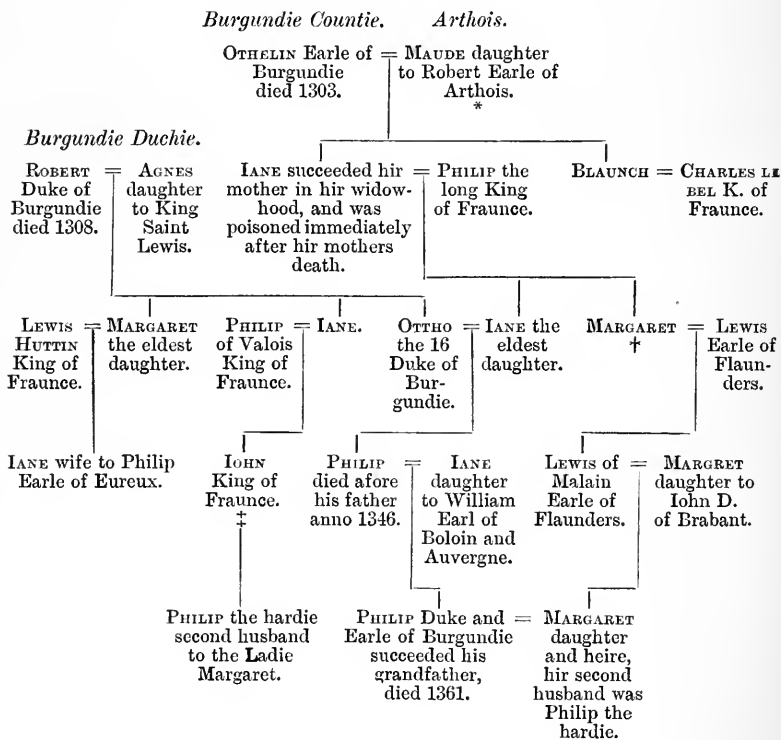 Burgundie Countie. Arthois.
OTHELIN Earle of = MAUDE daughter
Burgundie to Robert Earle of
died 1303. Arthois.
*
Burgundie Duchie.
ROBERT = AGNES IANE succeeded hir = PHILIP the BLAUNCH = CHARLES LE
Duke of daughter mother in hir widow- long King BEL K. of
Burgundie to King hood, and was of Fraunce. Fraunce.
died 1308. Saint poisoned immediately
Lewis. after hir mothers
death.
LEWIS = MARGARET PHILIP = IANE. OTTHO = IANE the MARGARET = LEWIS
HUTTIN the eldest of Valois the 16 eldest † Earle of
King of daughter. King of Duke of daughter. Flaun-
Fraunce. Fraunce. Bur- ders.
gundie.
IANE wife to Philip IOHN PHILIP = IANE LEWIS of = MARGRET
Earle of Eureux. King of died afore daughter Malain daughter to
Fraunce. his father to William Earle of Iohn D.
‡ anno 1346. Earl of Flaunders. of Brabant.
Boloin and
Auvergne.
PHILIP the hardie PHILIP Duke and = MARGARET
second husband Earle of Burgundie daughter
to the Ladie succeeded his and heire,
Margaret. grandfather, hir second
died 1361. husband was
Philip the
hardie.